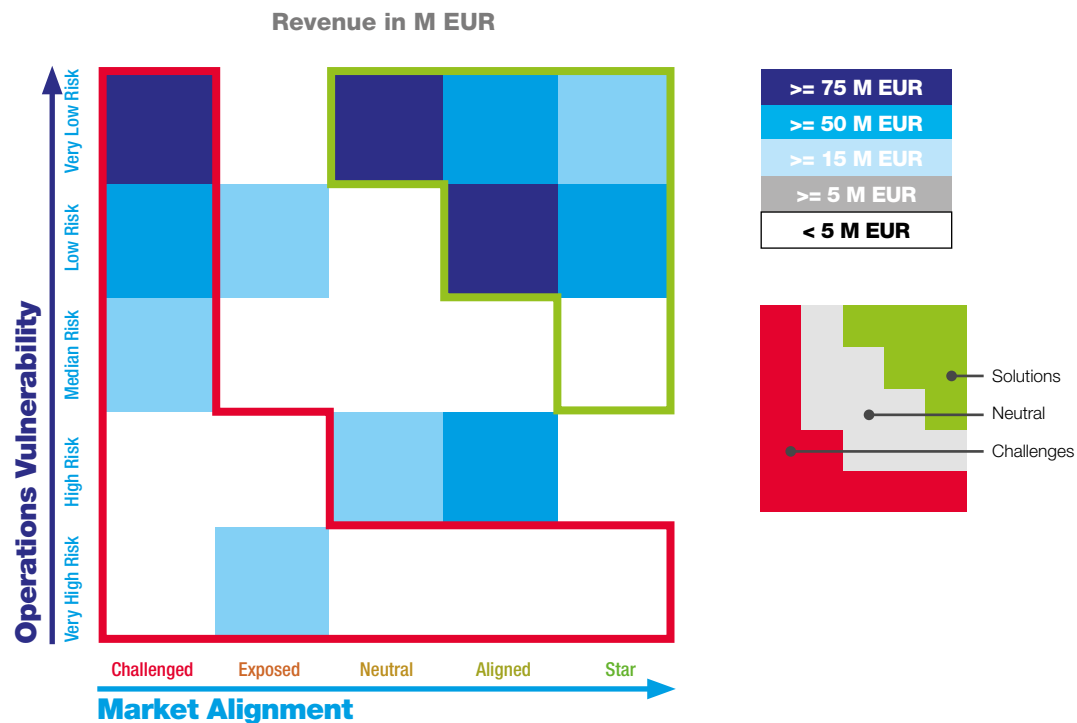 Revenue in M EUR
Operations Vulnerability
Very Low Risk
Low Risk
Median Risk
High Risk
Very High Risk
Challenged
Exposed
Neutral
Aligned
Star
Market Alignment
>= 75 M EUR
>= 50 M EUR
>= 15 M EUR
>= 5 M EUR
< 5 M EUR
Solutions
Neutral
Challenges